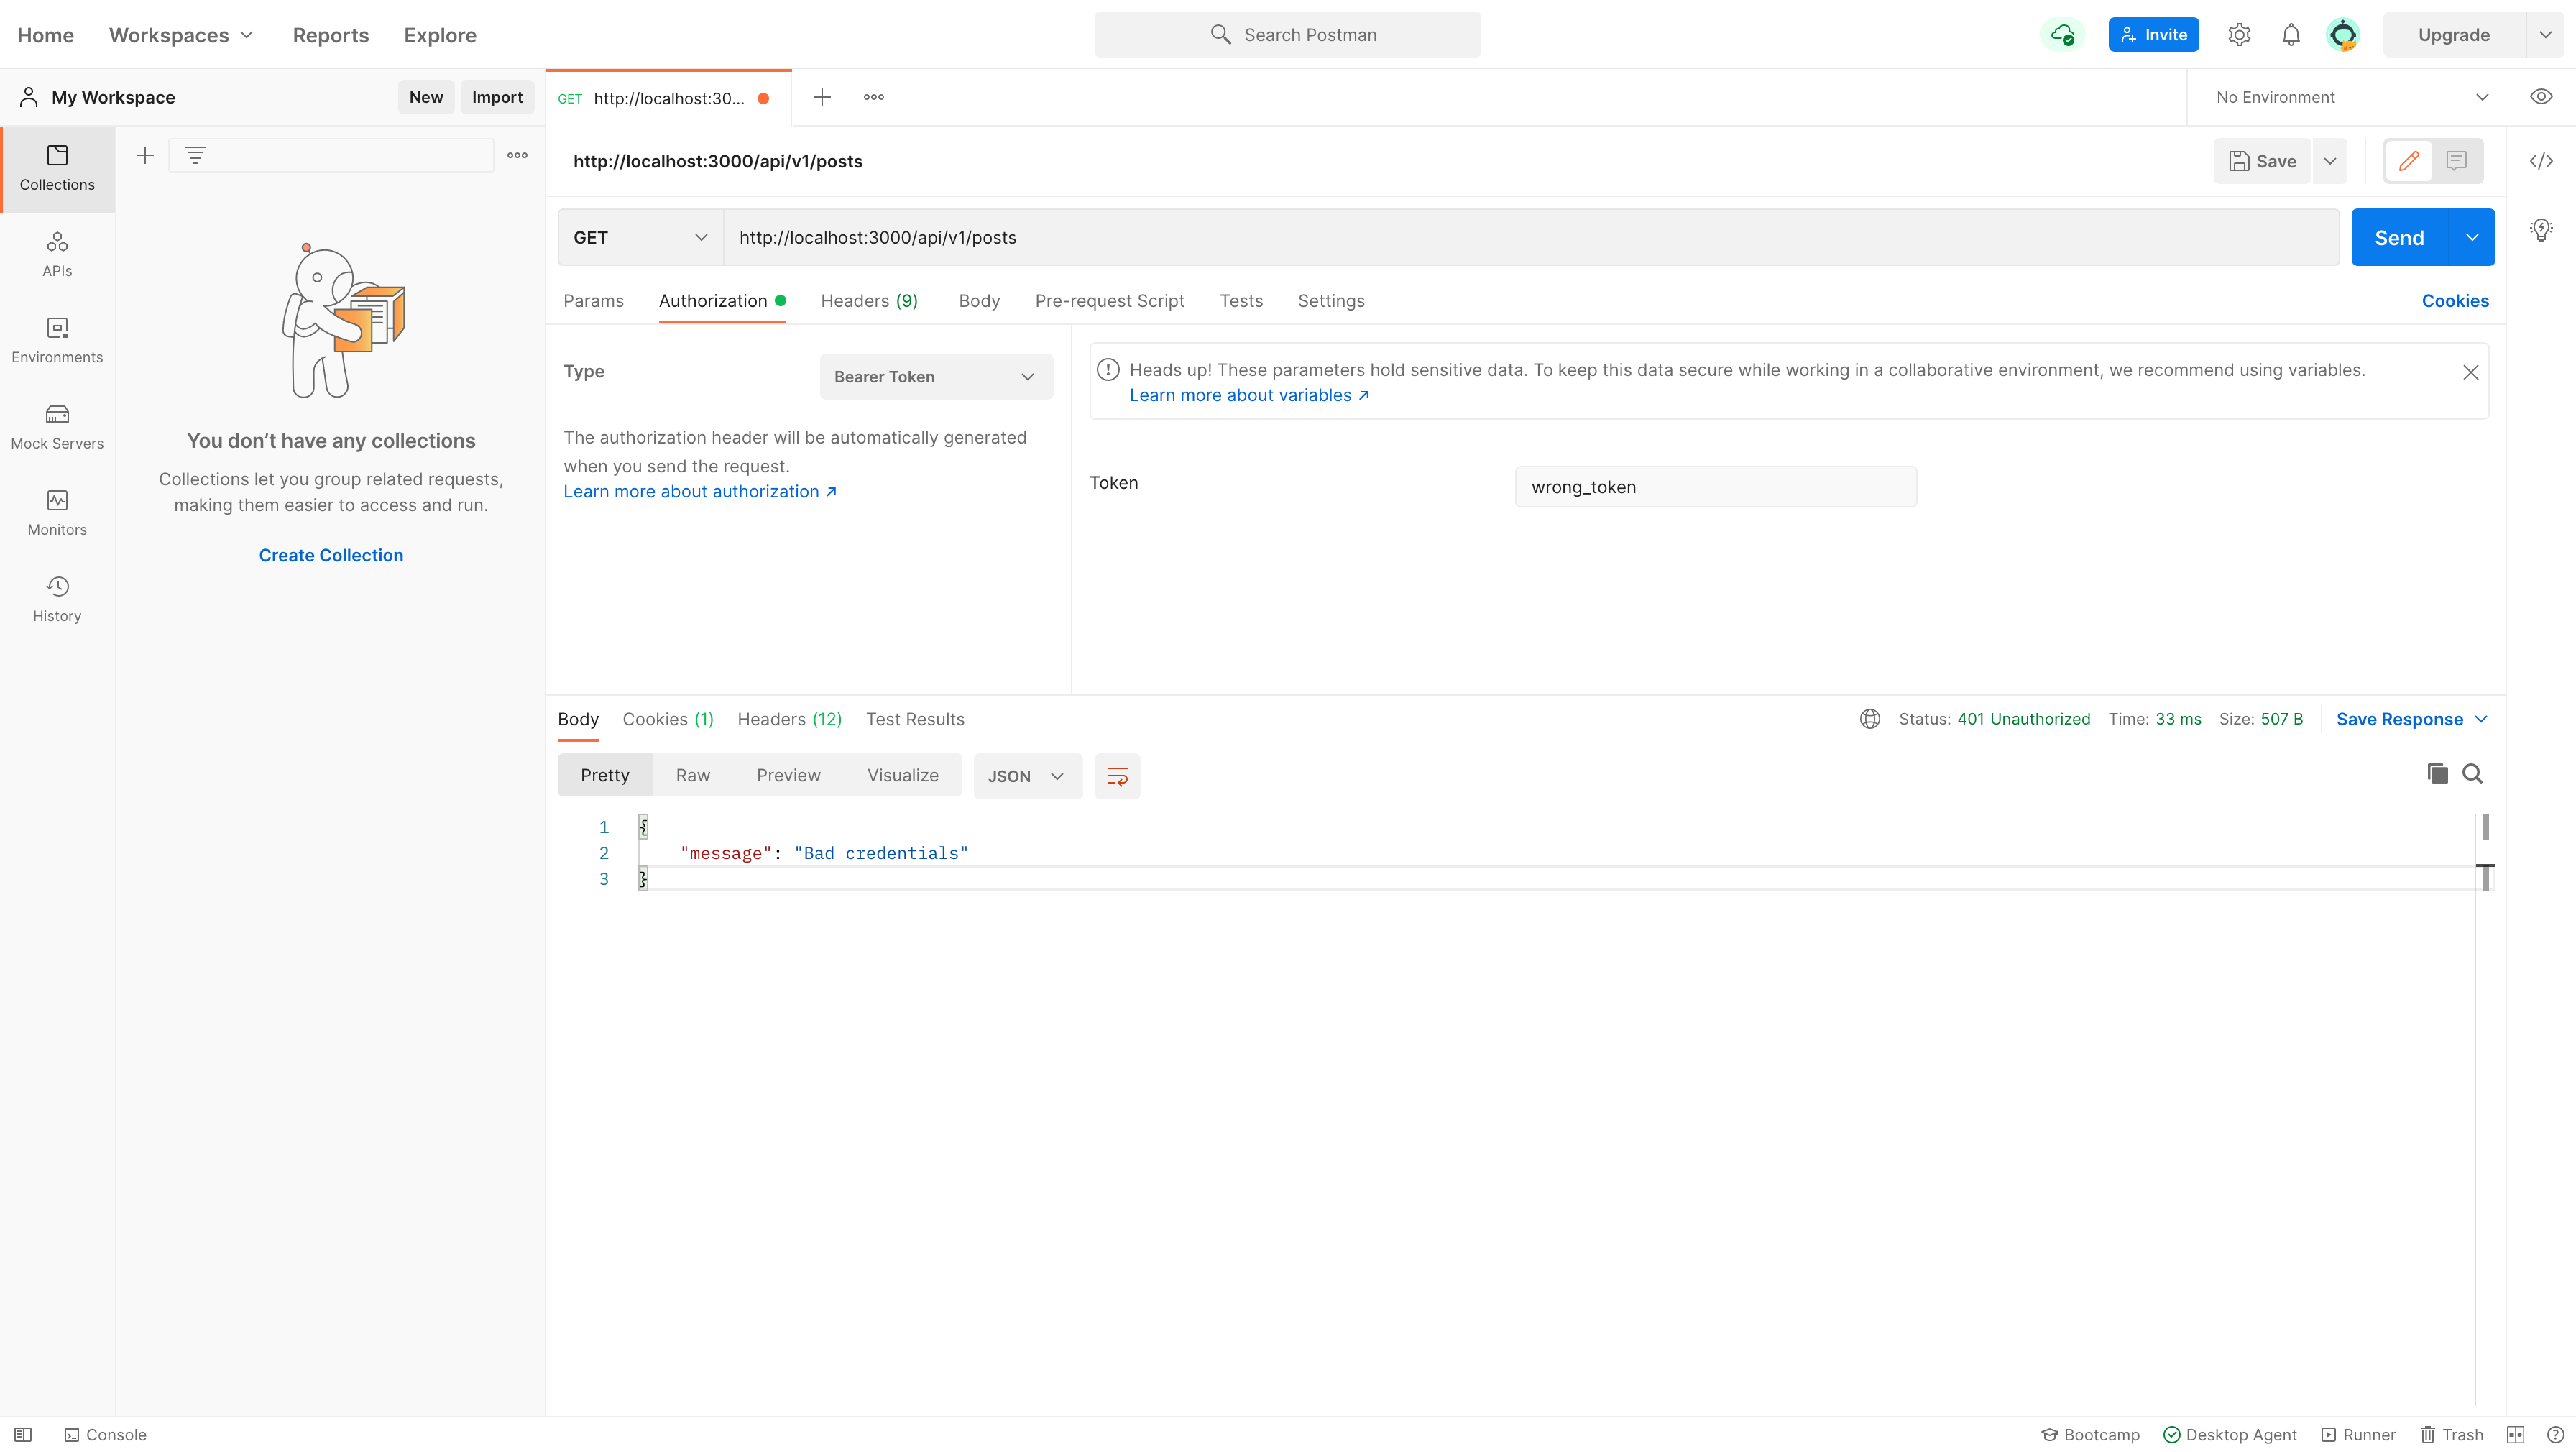 Home Workspaces Reports Explore Search Postman Invite Upgrade
My Workspace New Import GET http://localhost:30... No Environment
Collections
APIs
Environments
Mock Servers
Monitors
History
You don’t have any collections
Collections let you group related requests,
making them easier to access and run.
Create Collection
http://localhost:3000/api/v1/posts Save
GET http://localhost:3000/api/v1/posts Send
Params Authorization Headers (9) Body Pre-request Script Tests Settings Cookies
Type Bearer Token
The authorization header will be automatically generated
when you send the request.
Learn more about authorization ↗
Heads up! These parameters hold sensitive data. To keep this data secure while working in a collaborative environment, we recommend using variables.
Learn more about variables ↗
Token wrong_token
Body Cookies (1) Headers (12) Test Results Status: 401 Unauthorized Time: 33 ms Size: 507 B Save Response
Pretty Raw Preview Visualize JSON
1 {
2 "message": "Bad credentials"
3 }
Console Bootcamp Desktop Agent Runner Trash